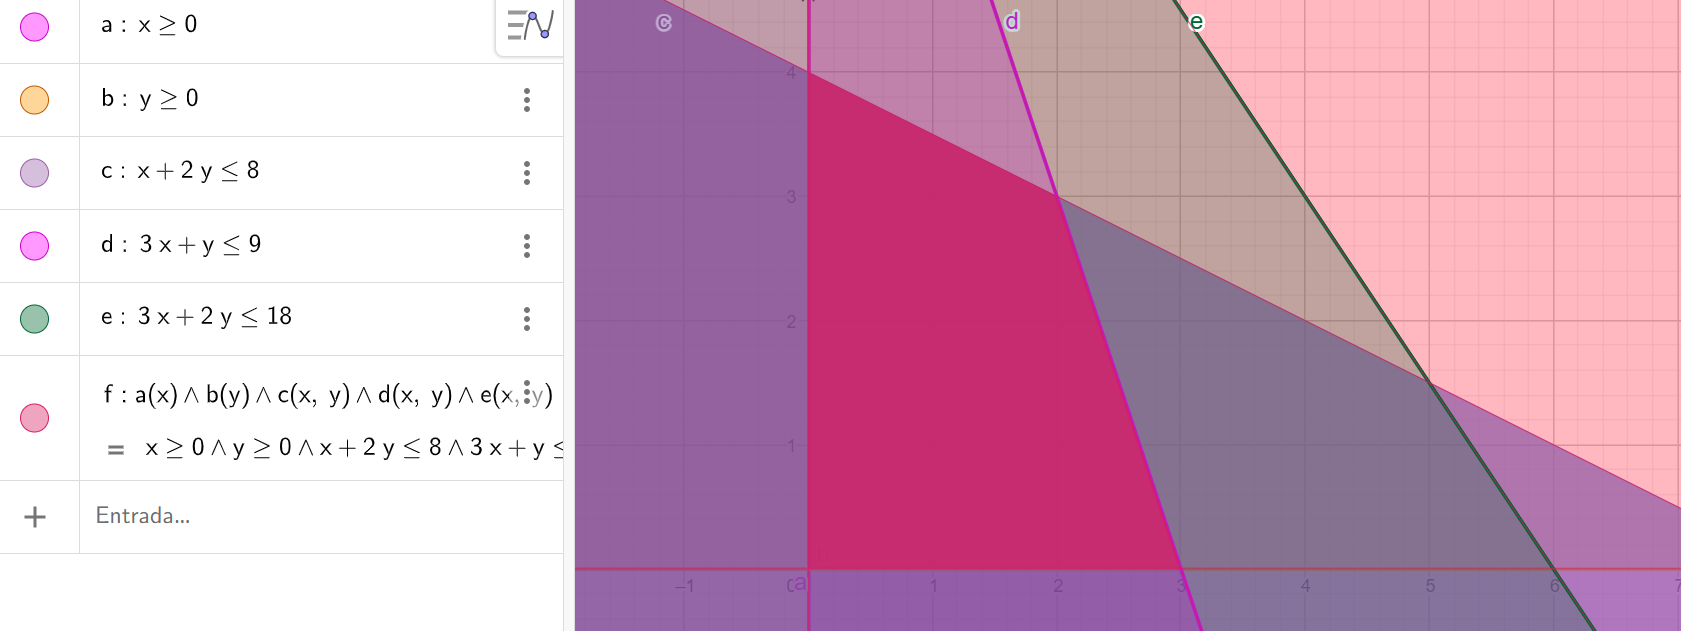 a : x ≥ 0
b : y ≥ 0
c : x + 2 y ≤ 8
d : 3 x + y ≤ 9
e : 3 x + 2 y ≤ 18
f : a(x) ∧ b(y) ∧ c(x, y) ∧ d(x, y) ∧ e(x, y)
= x ≥ 0 ∧ y ≥ 0 ∧ x + 2 y ≤ 8 ∧ 3 x + y ≤
+ Entrada...
c d e
4
3
2
1
–1 0 a 1 2 3 4 5 6 7